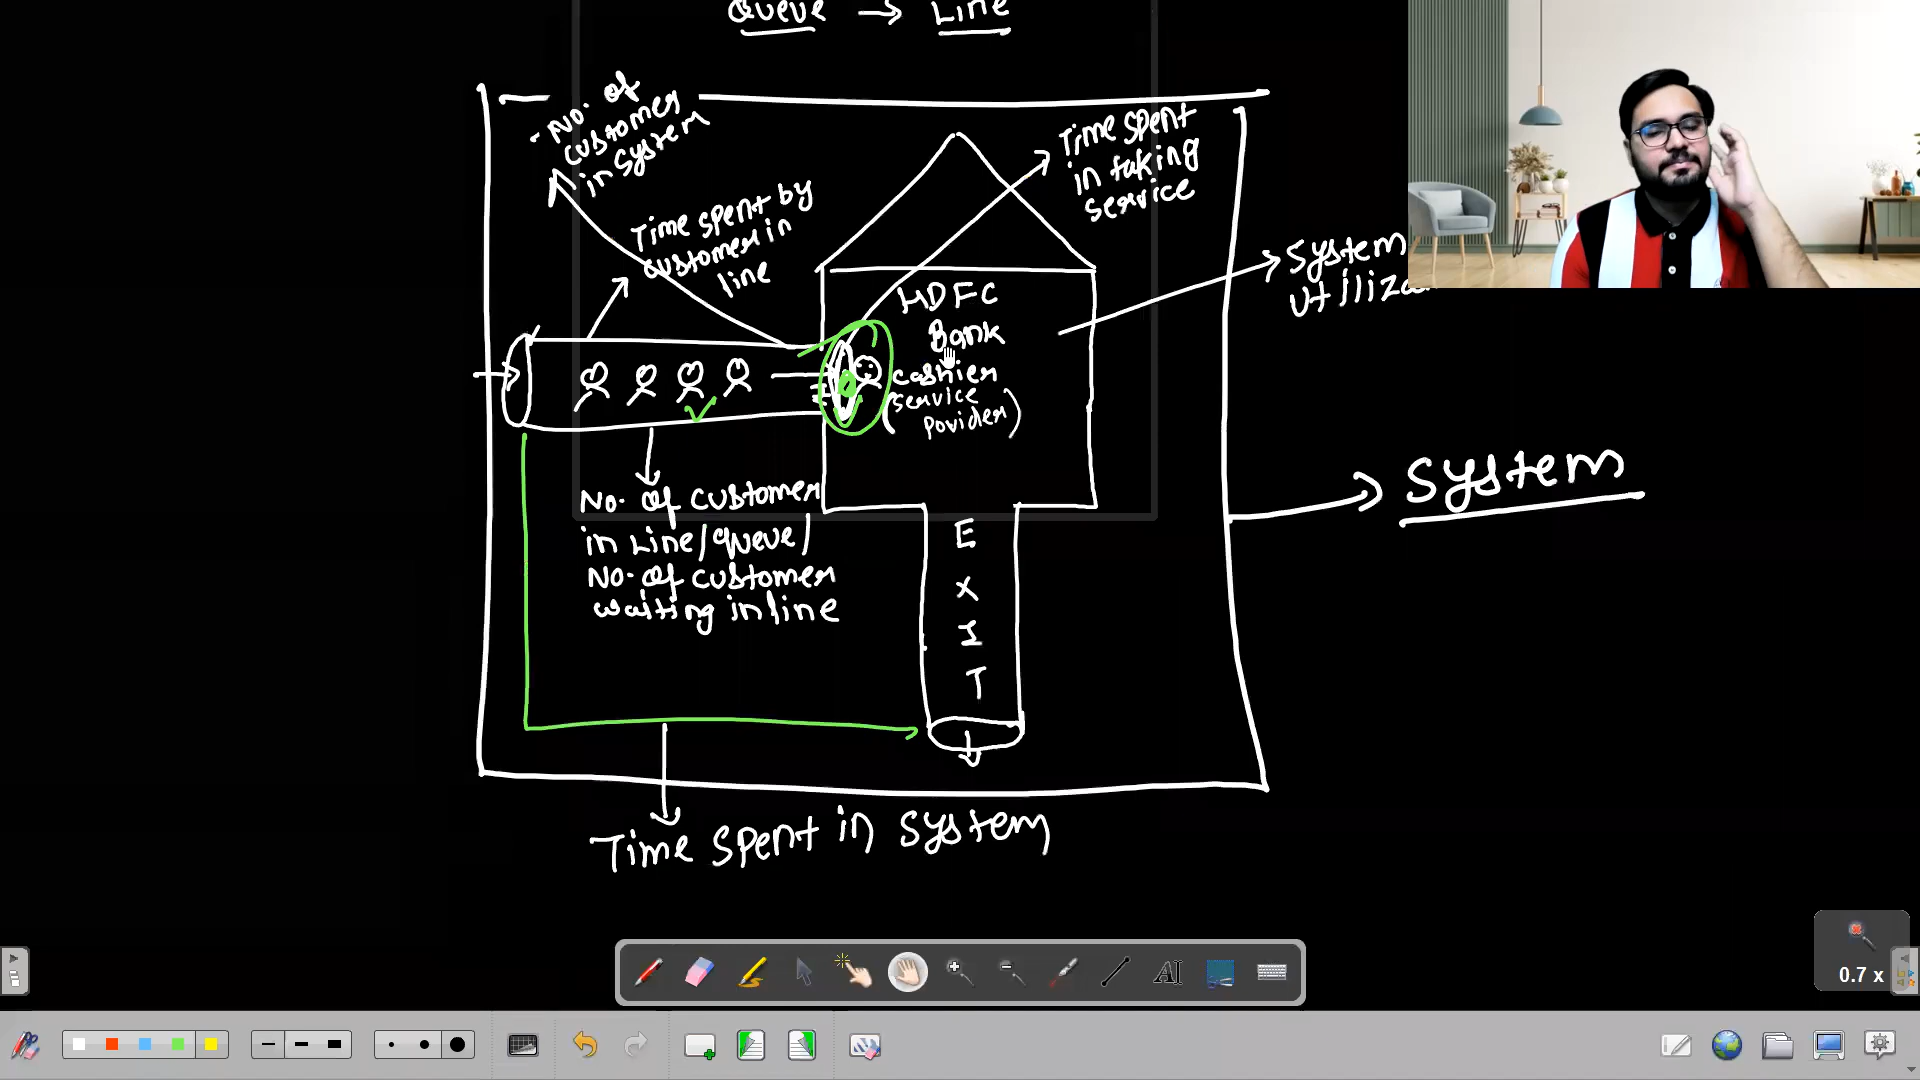 Queue → Line
No. of
customer
in system
Time spent by
customer in
line
Time spent
in taking
service
System
HDFC
Bank
cashier
(service
Povider)
System
No. of customer
in Line/queue/
No. of customer
waiting in line
E
X
I
T
Time spent in system
0.7 x